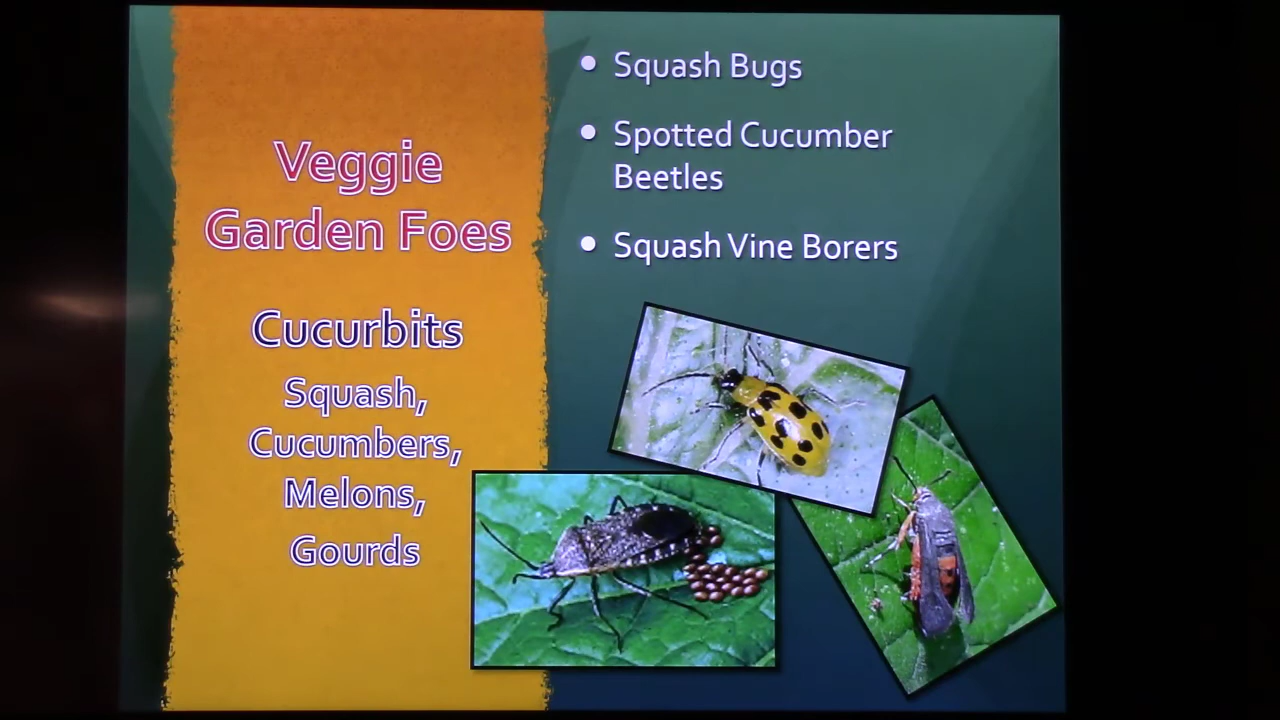 Veggie
Garden Foes
Cucurbits
Squash,
Cucumbers,
Melons,
Gourds
• Squash Bugs
• Spotted Cucumber
Beetles
• Squash Vine Borers